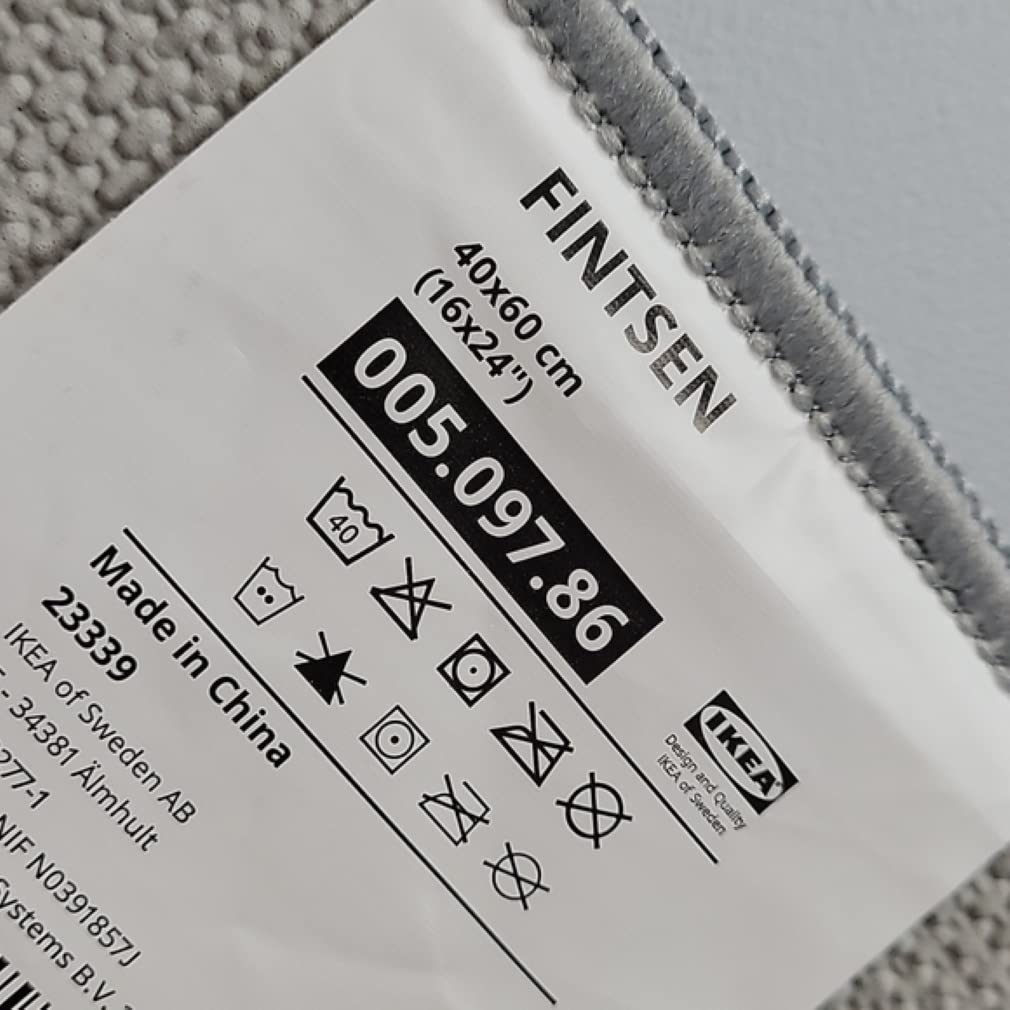 FINTSEN
40x60 cm
(16x24")
005.097.86
40
IKEA
Design and Quality
IKEA of Sweden
Made in China
23339
IKEA of Sweden AB
- 34381 Älmhult
277-1
NIF N0391857J
Systems B.V.